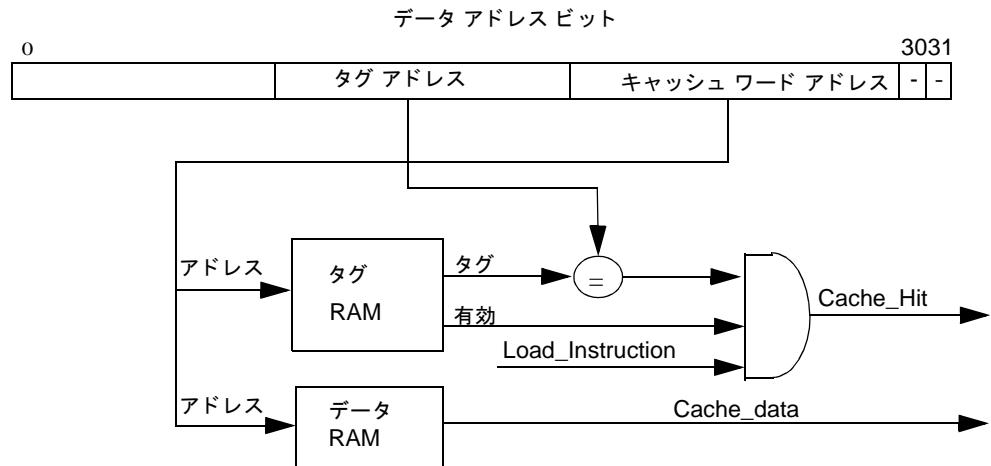 データ アドレス ビット
0 3031
タグ アドレス キャッシュ ワード アドレス - -
アドレス
タグ
RAM
タグ
有効
=
Load_Instruction
Cache_Hit
アドレス
データ
RAM
Cache_data